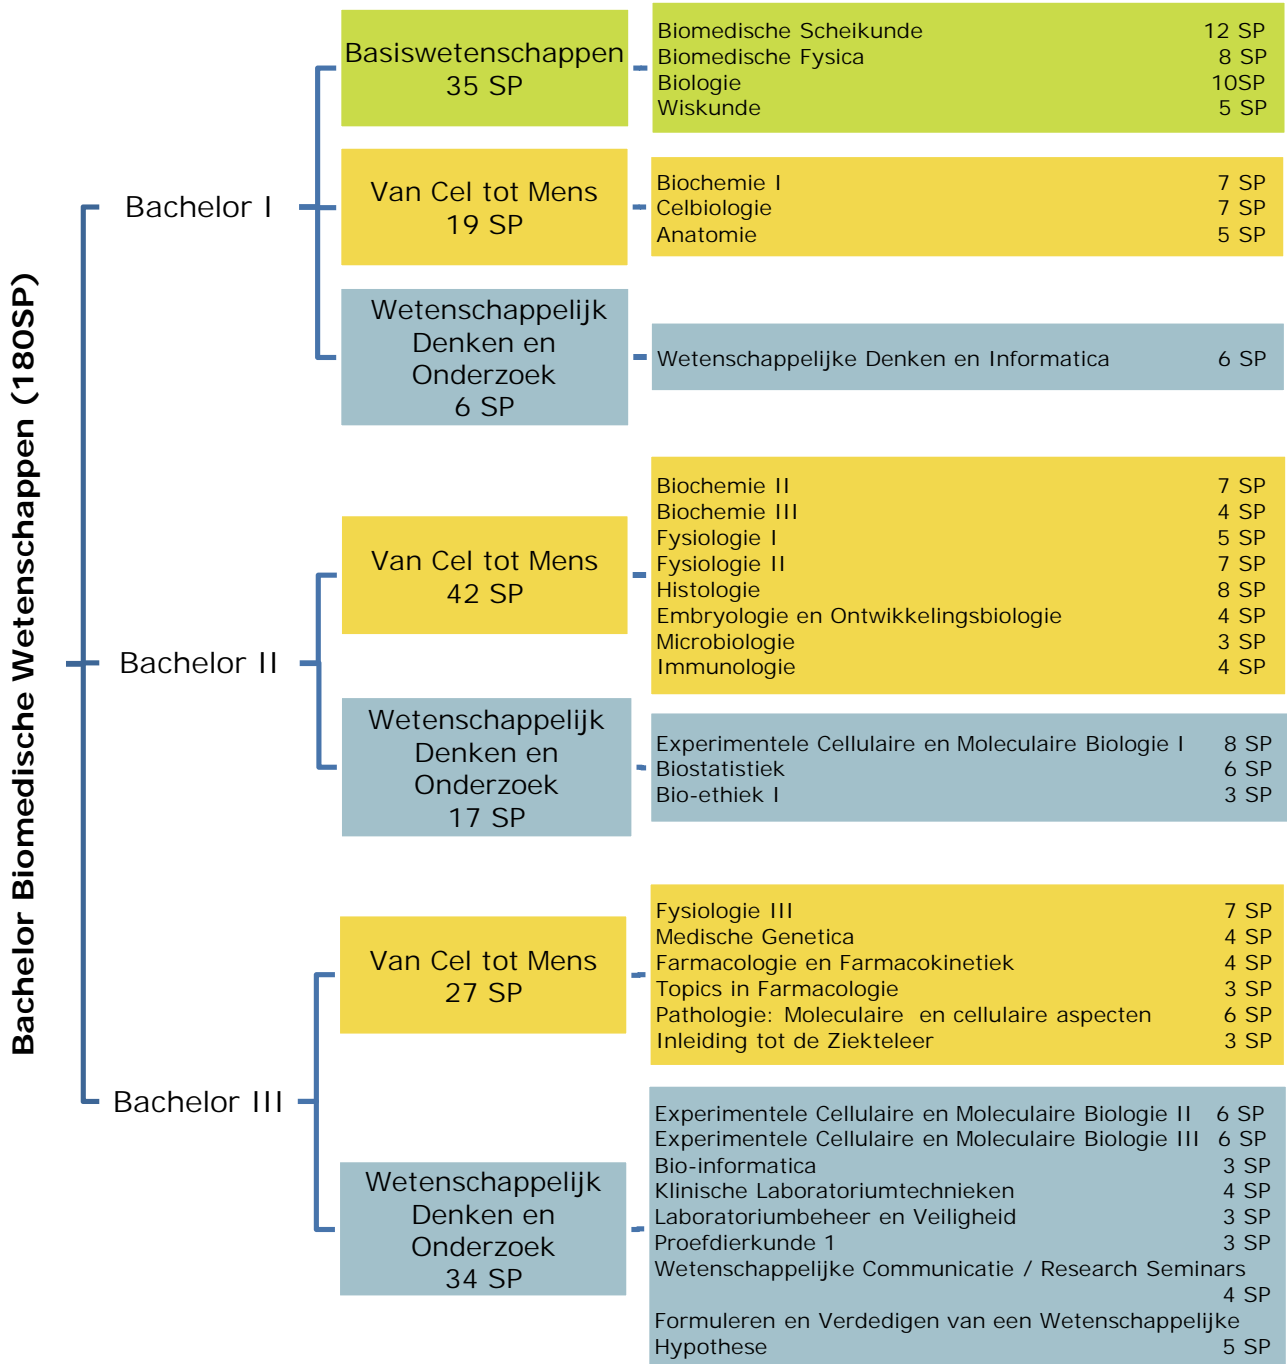 Bachelor Biomedische Wetenschappen (180SP)
Bachelor I
Basiswetenschappen
35 SP
Biomedische Scheikunde 12 SP
Biomedische Fysica 8 SP
Biologie 10SP
Wiskunde 5 SP
Van Cel tot Mens
19 SP
Biochemie I 7 SP
Celbiologie 7 SP
Anatomie 5 SP
Wetenschappelijk
Denken en
Onderzoek
6 SP
Wetenschappelijke Denken en Informatica 6 SP
Bachelor II
Van Cel tot Mens
42 SP
Biochemie II 7 SP
Biochemie III 4 SP
Fysiologie I 5 SP
Fysiologie II 7 SP
Histologie 8 SP
Embryologie en Ontwikkelingsbiologie 4 SP
Microbiologie 3 SP
Immunologie 4 SP
Wetenschappelijk
Denken en
Onderzoek
17 SP
Experimentele Cellulaire en Moleculaire Biologie I 8 SP
Biostatistiek 6 SP
Bio-ethiek I 3 SP
Bachelor III
Van Cel tot Mens
27 SP
Fysiologie III 7 SP
Medische Genetica 4 SP
Farmacologie en Farmacokinetiek 4 SP
Topics in Farmacologie 3 SP
Pathologie: Moleculaire en cellulaire aspecten 6 SP
Inleiding tot de Ziekteleer 3 SP
Wetenschappelijk
Denken en
Onderzoek
34 SP
Experimentele Cellulaire en Moleculaire Biologie II 6 SP
Experimentele Cellulaire en Moleculaire Biologie III 6 SP
Bio-informatica 3 SP
Klinische Laboratoriumtechnieken 4 SP
Laboratoriumbeheer en Veiligheid 3 SP
Proefdierkunde 1 3 SP
Wetenschappelijke Communicatie / Research Seminars
4 SP
Formuleren en Verdedigen van een Wetenschappelijke
Hypothese 5 SP